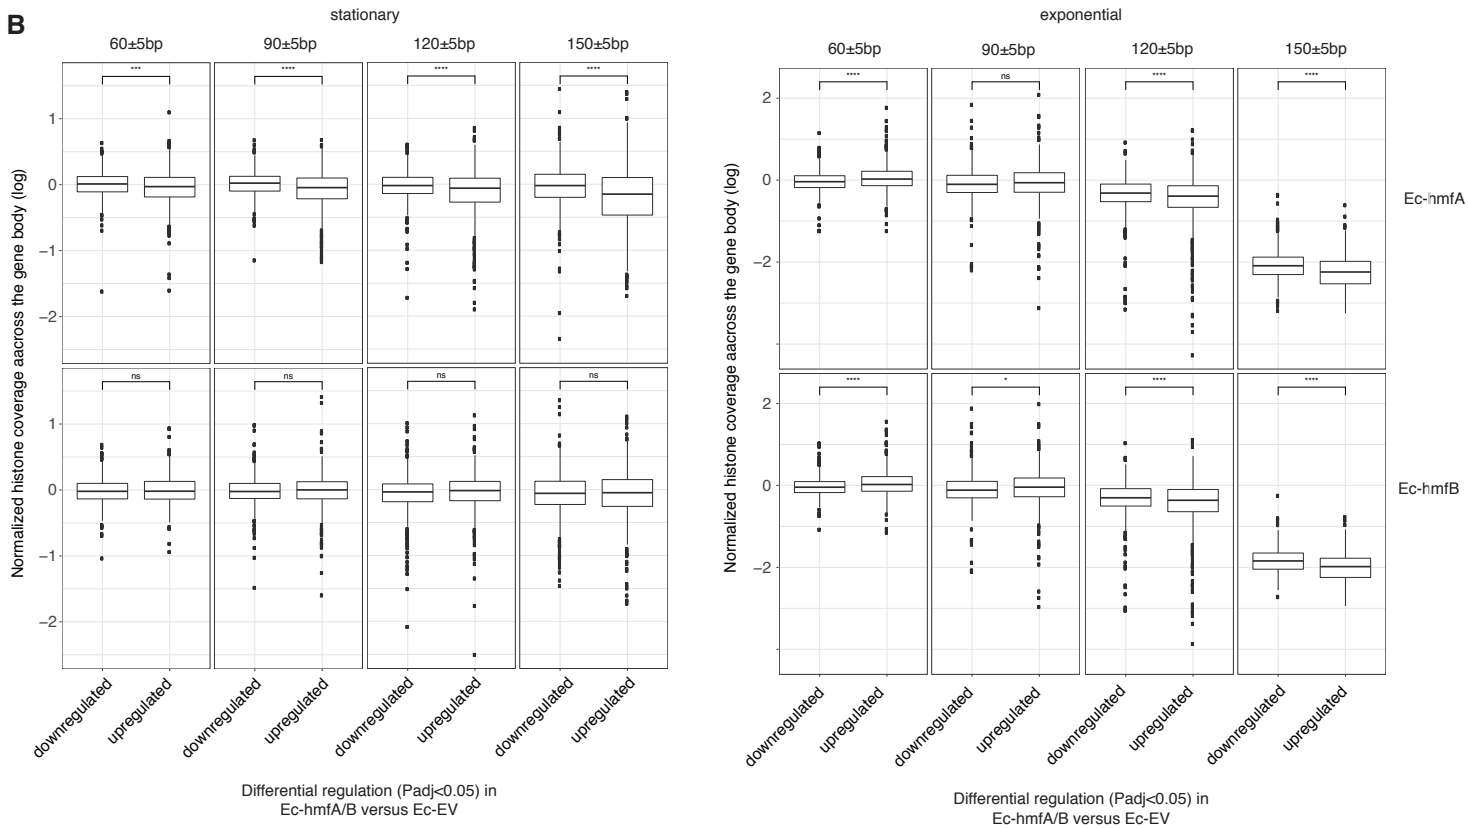 B
stationary
60±5bp 90±5bp 120±5bp 150±5bp
*** **** **** ****
1
0
−1
−2
ns ns ns ns
1
0
−1
−2
Normalized histone coverage aacross the gene body (log)
downregulated upregulated downregulated upregulated downregulated upregulated downregulated upregulated
Differential regulation (Padj<0.05) in
Ec-hmfA/B versus Ec-EV
exponential
60±5bp 90±5bp 120±5bp 150±5bp
**** ns **** ****
2
0
−2
Ec-hmfA
**** * **** ****
2
0
−2
Ec-hmfB
Normalized histone coverage aacross the gene body (log)
downregulated upregulated downregulated upregulated downregulated upregulated downregulated upregulated
Differential regulation (Padj<0.05) in
Ec-hmfA/B versus Ec-EV